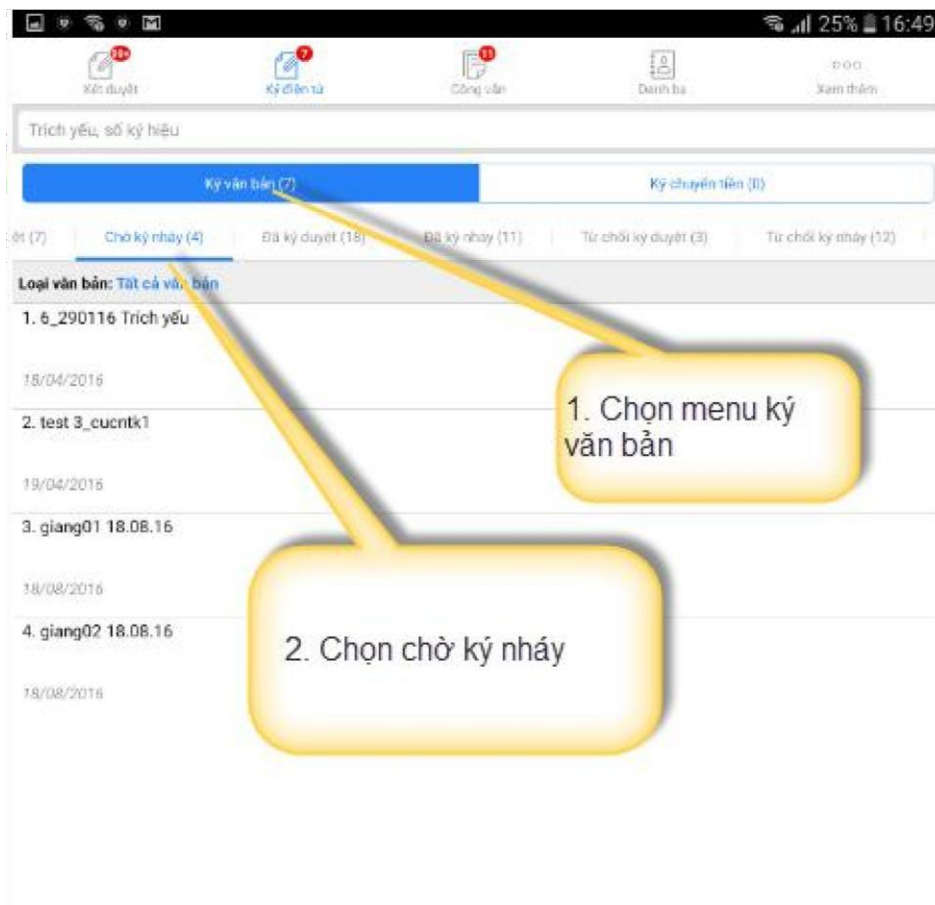 25% 16:49
30+ 7 11
Xét duyệt Ký điện tử Công văn Danh bạ Xem thêm
Trích yếu, số ký hiệu
Ký văn bản (7) Ký chuyển tiền (0)
(7) Chờ ký nháy (4) Đã ký duyệt (18) Đã ký nháy (11) Từ chối ký duyệt (3) Từ chối ký nháy (12)
Loại văn bản: Tất cả văn bản
1. 6_290116 Trích yếu
18/04/2016
2. test 3_cucntk1
19/04/2016
3. giang01 18.08.16
18/08/2016
4. giang02 18.08.16
18/08/2016
1. Chọn menu ký
văn bản
2. Chọn chờ ký nháy